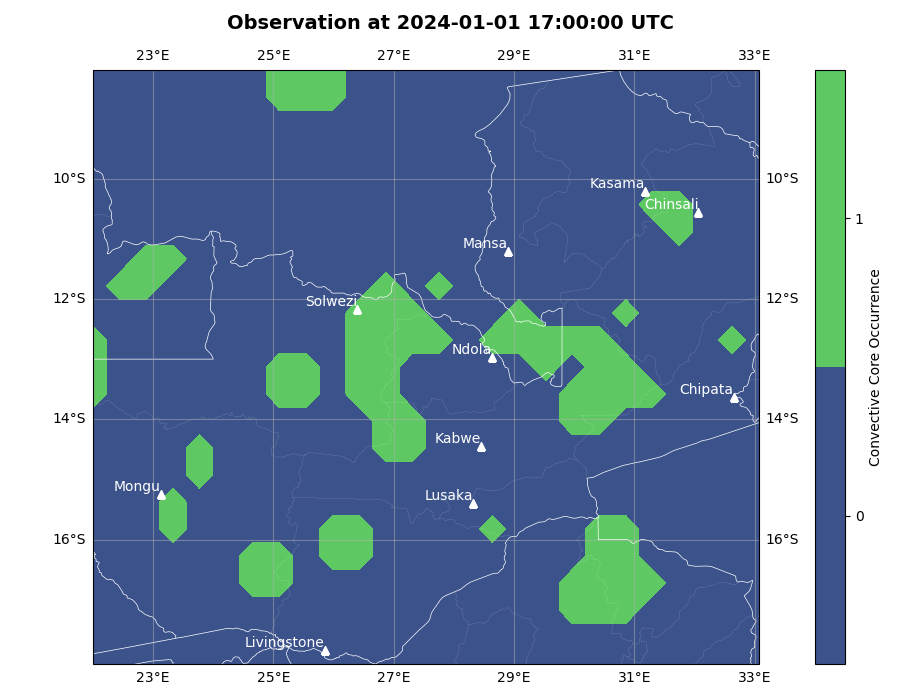 Observation at 2024-01-01 17:00:00 UTC
23°E 25°E 27°E 29°E 31°E 33°E
10°S 10°S
Kasama
Chinsali
Mansa
12°S 12°S
Solwezi
Ndola
Chipata
14°S 14°S
Kabwe
Mongu
Lusaka
16°S 16°S
Livingstone
23°E 25°E 27°E 29°E 31°E 33°E
1
0
Convective Core Occurrence